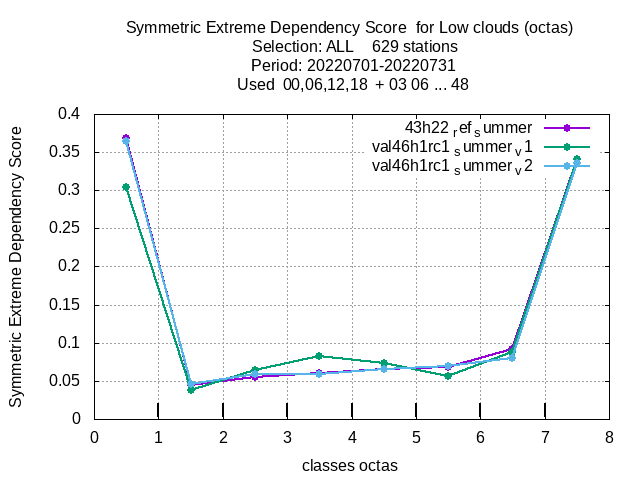 Symmetric Extreme Dependency Score for Low clouds (octas)
Selection: ALL 629 stations
Period: 20220701-20220731
Used 00,06,12,18 + 03 06 ... 48
43h22 ref summer
val46h1rc1 summer v1
val46h1rc1 summer v2
Symmetric Extreme Dependency Score
0.4
0.35
0.3
0.25
0.2
0.15
0.1
0.05
0
0 1 2 3 4 5 6 7 8
classes octas